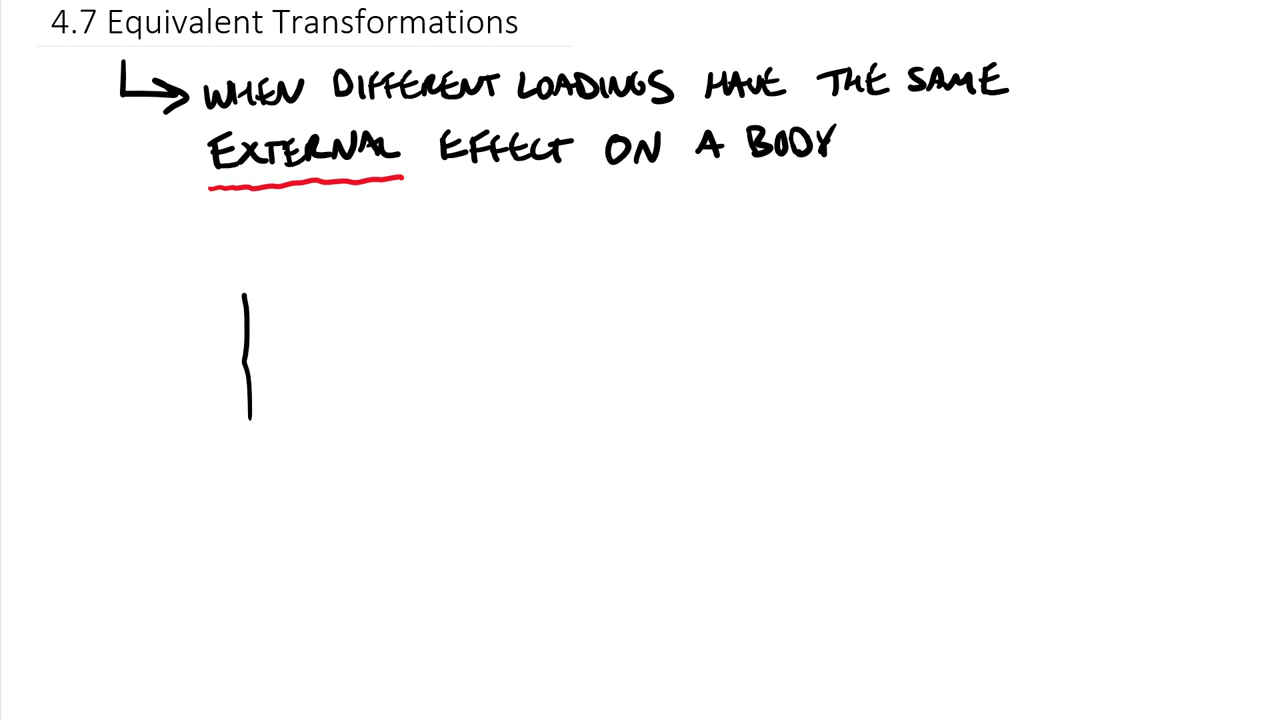 4.7 Equivalent Transformations
WHEN DIFFERENT LOADINGS HAVE THE SAME
EXTERNAL EFFECT ON A BODY